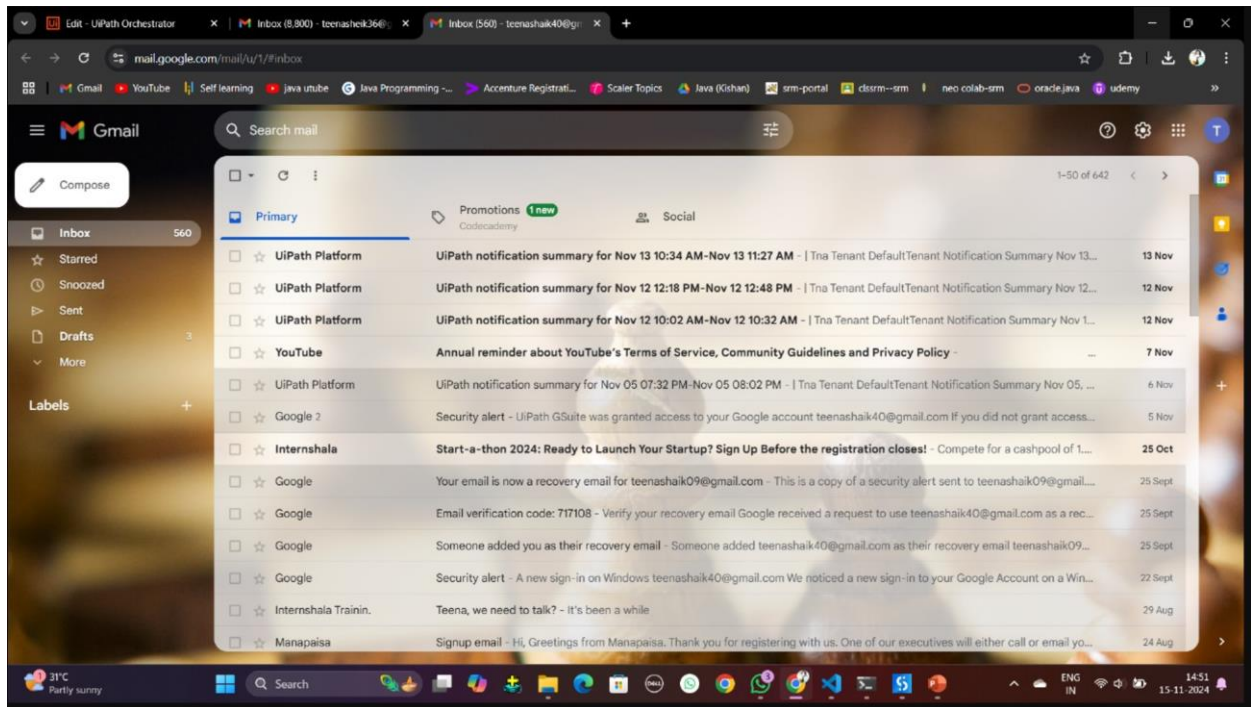 Edit - UiPath Orchestrator
Inbox (8,800) - teenasheik36@g
Inbox (560) - teenashaik40@gm
mail.google.com/mail/u/1/#inbox
Gmail YouTube Self learning java utube Java Programming -... Accenture Registrati... Scaler Topics Java (Kishan) srm-portal dssrm--srm neo colab-srm oracle.java udemy »
Gmail
Search mail
T
Compose
1–50 of 642
Primary
Promotions 1 new
Codecademy
Social
Inbox 560
Starred
Snoozed
Sent
Drafts 3
More
Labels +
UiPath Platform UiPath notification summary for Nov 13 10:34 AM-Nov 13 11:27 AM - | Tna Tenant DefaultTenant Notification Summary Nov 13... 13 Nov
UiPath Platform UiPath notification summary for Nov 12 12:18 PM-Nov 12 12:48 PM - | Tna Tenant DefaultTenant Notification Summary Nov 12... 12 Nov
UiPath Platform UiPath notification summary for Nov 12 10:02 AM-Nov 12 10:32 AM - | Tna Tenant DefaultTenant Notification Summary Nov 1... 12 Nov
YouTube Annual reminder about YouTube's Terms of Service, Community Guidelines and Privacy Policy - ... 7 Nov
UiPath Platform UiPath notification summary for Nov 05 07:32 PM-Nov 05 08:02 PM - | Tna Tenant DefaultTenant Notification Summary Nov 05, ... 6 Nov
Google 2 Security alert - UiPath GSuite was granted access to your Google account teenashaik40@gmail.com If you did not grant access... 5 Nov
Internshala Start-a-thon 2024: Ready to Launch Your Startup? Sign Up Before the registration closes! - Compete for a cashpool of 1.... 25 Oct
Google Your email is now a recovery email for teenashaik09@gmail.com - This is a copy of a security alert sent to teenashaik09@gmail.... 25 Sept
Google Email verification code: 717108 - Verify your recovery email Google received a request to use teenashaik40@gmail.com as a rec... 25 Sept
Google Someone added you as their recovery email - Someone added teenashaik40@gmail.com as their recovery email teenashaik09... 25 Sept
Google Security alert - A new sign-in on Windows teenashaik40@gmail.com We noticed a new sign-in to your Google Account on a Win... 22 Sept
Internshala Trainin. Teena, we need to talk? - It's been a while 29 Aug
Manapaisa Signup email - Hi, Greetings from Manapaisa. Thank you for registering with us. One of our executives will either call or email yo... 24 Aug
31°C
Partly sunny
Search
ENG
IN
14:51
15-11-2024